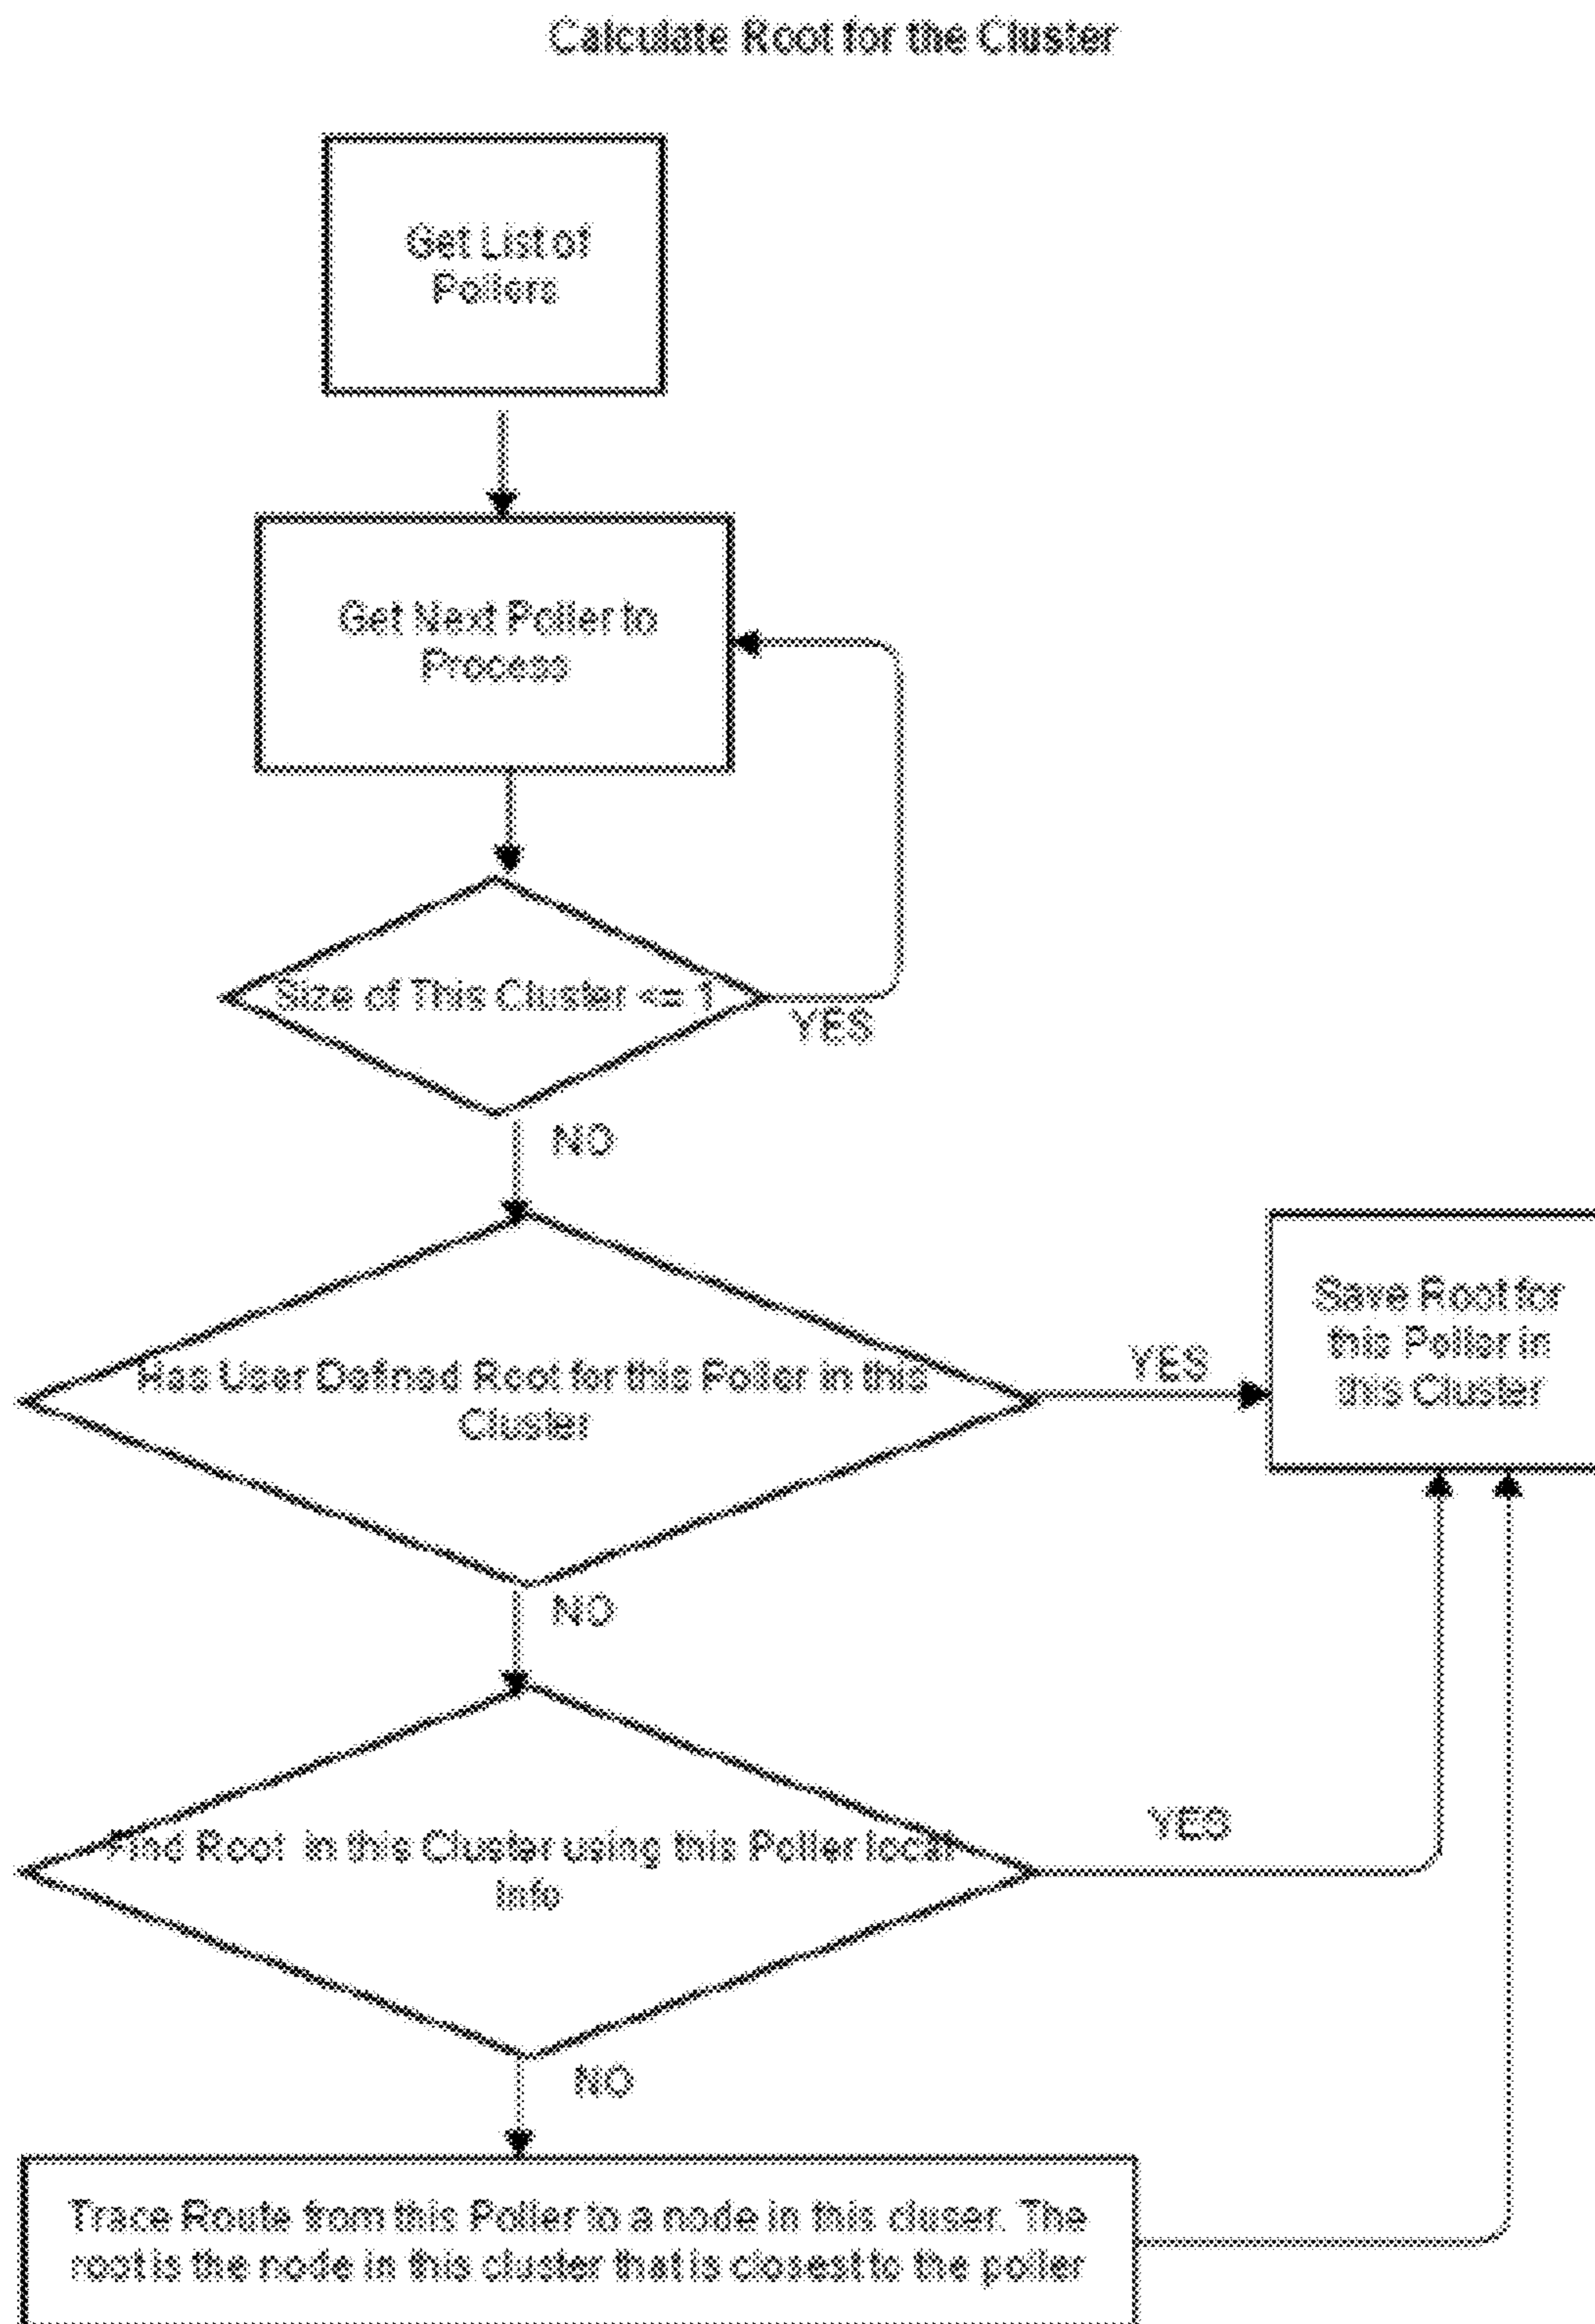 Calculate Root for the Cluster
Get List of
Pollers
Get Next Poller to
Process
Size of This Cluster <= 1
YES
NO
Has User Defined Root for this Poller in this
Cluster
YES
Save Root for
this Poller in
this Cluster
NO
Find Root in this Cluster using this Poller local
Info
YES
NO
Trace Route from this Poller to a node in this cluser. The
root is the node in this cluster that is closest to the poller